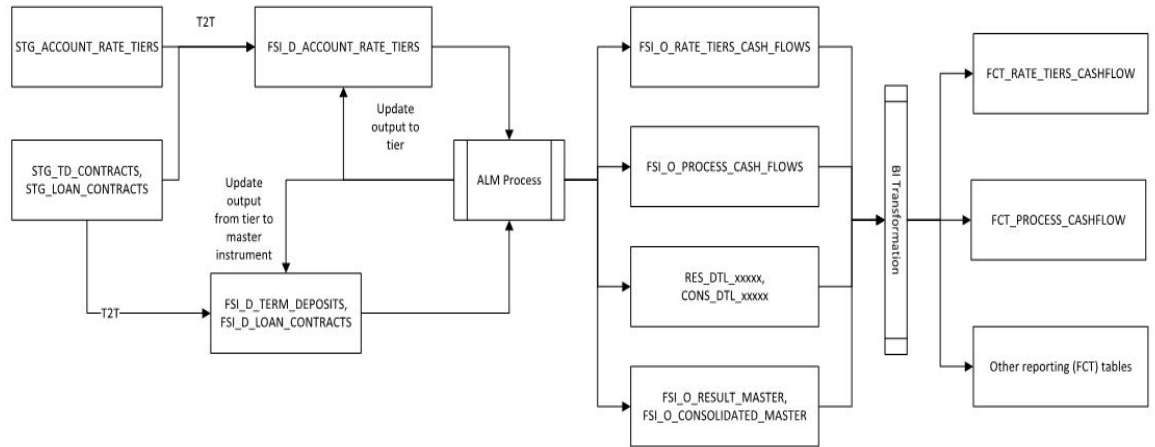 T2T
STG_ACCOUNT_RATE_TIERS
FSI_D_ACCOUNT_RATE_TIERS
FSI_O_RATE_TIERS_CASH_FLOWS
FCT_RATE_TIERS_CASHFLOW
Update
output to
tier
STG_TD_CONTRACTS,
STG_LOAN_CONTRACTS
ALM Process
FSI_O_PROCESS_CASH_FLOWS
Update
output
from tier to
master
instrument
BI Transformation
FCT_PROCESS_CASHFLOW
RES_DTL_xxxxx,
CONS_DTL_xxxxx
T2T
FSI_D_TERM_DEPOSITS,
FSI_D_LOAN_CONTRACTS
Other reporting (FCT) tables
FSI_O_RESULT_MASTER,
FSI_O_CONSOLIDATED_MASTER